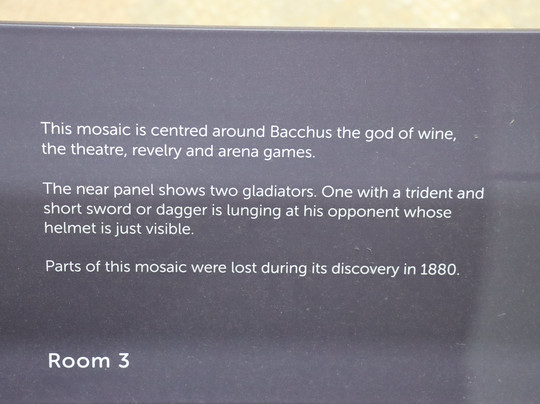 This mosaic is centred around Bacchus the god of wine,
the theatre, revelry and arena games.
The near panel shows two gladiators. One with a trident and
short sword or dagger is lunging at his opponent whose
helmet is just visible.
Parts of this mosaic were lost during its discovery in 1880.
Room 3